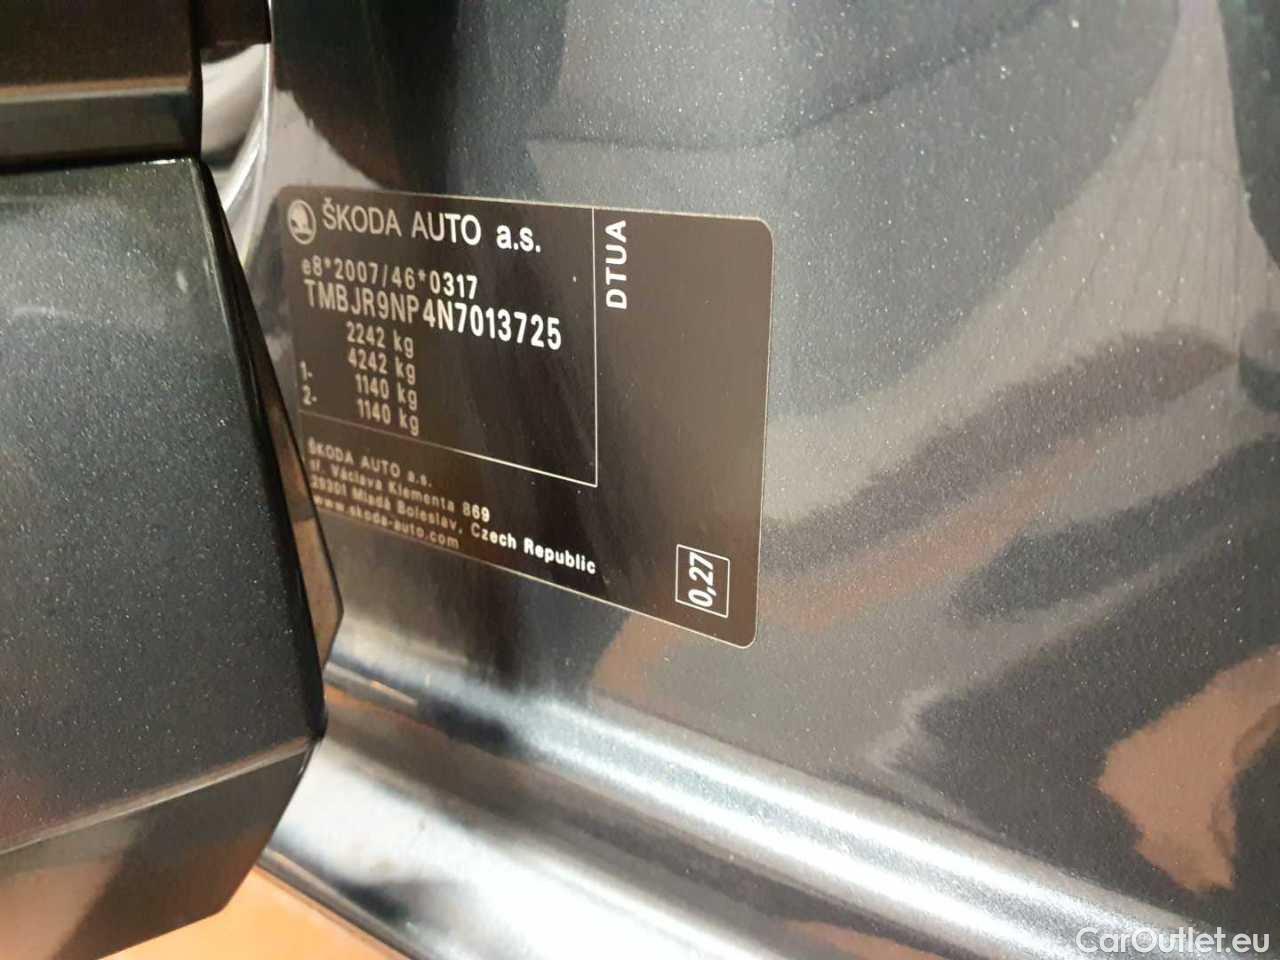 ŠKODA AUTO a.s.
e8*2007/46*0317
TMBJR9NP4N7013725
2242 kg
4242 kg
1- 1140 kg
2- 1140 kg
ŠKODA AUTO a.s.
tř. Václava Klementa 869
29301 Mladá Boleslav, Czech Republic
www.skoda-auto.com
DTUA
0,27
CarOutlet.eu